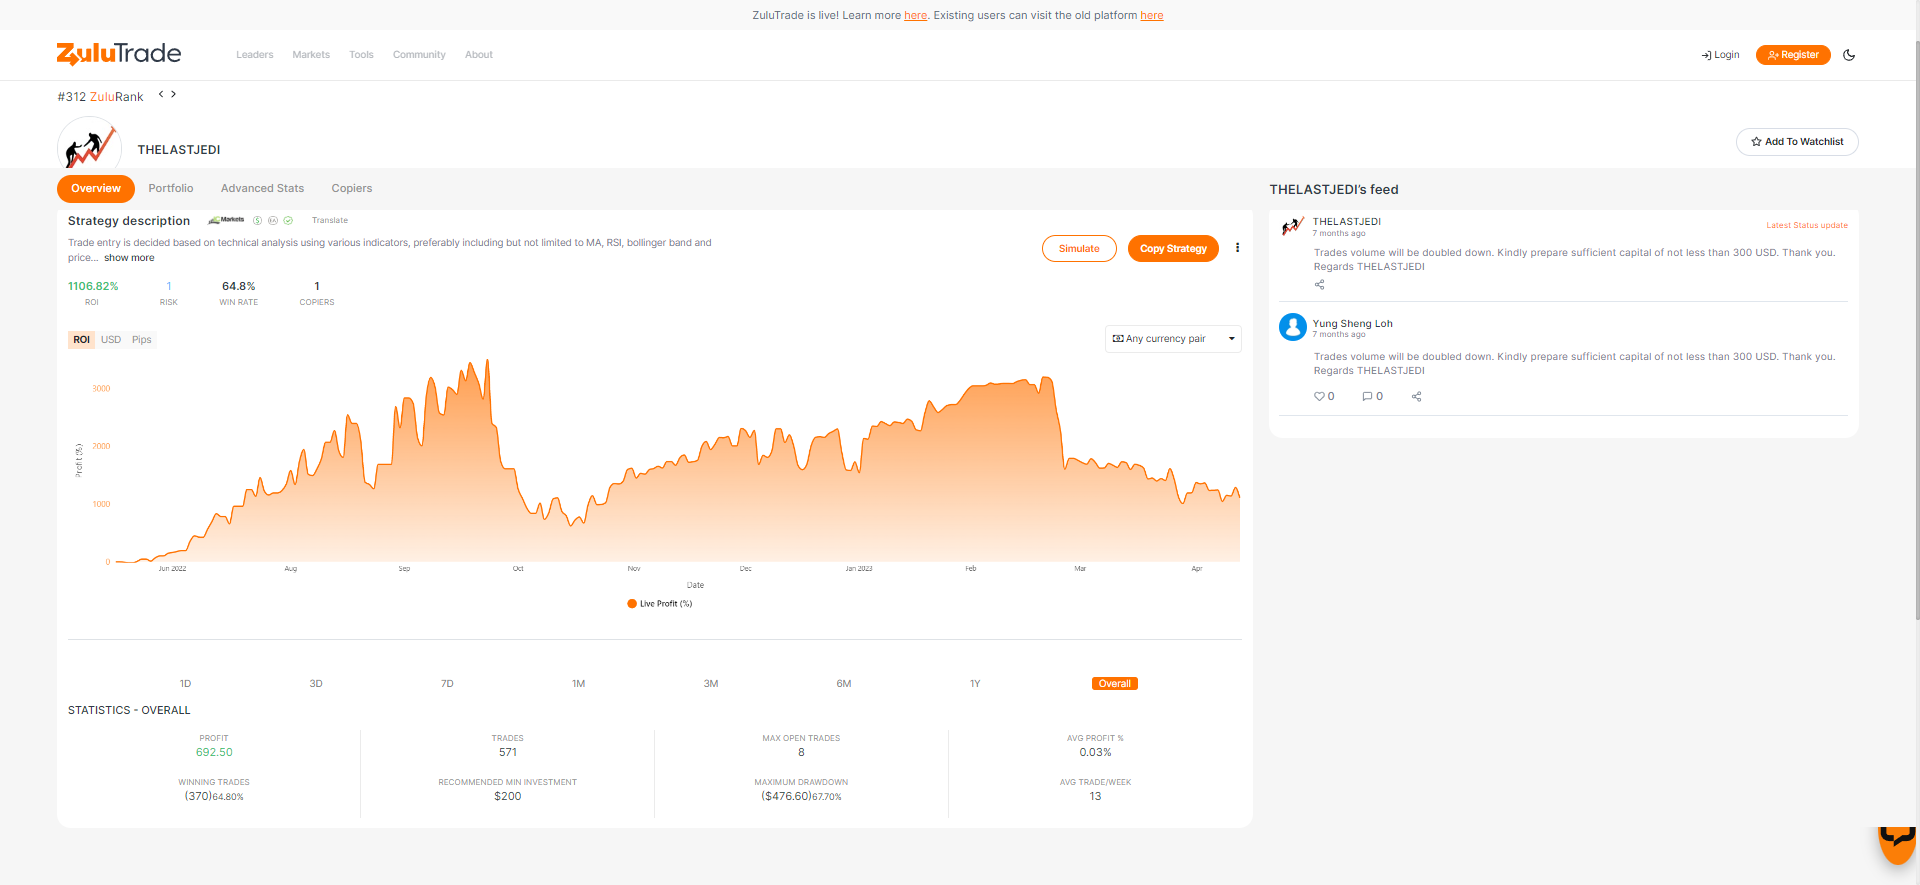 ZuluTrade is live! Learn more here. Existing users can visit the old platform here
ZuluTrade
Leaders
Markets
Tools
Community
About
Login
Register
#312 ZuluRank
THELASTJEDI
Add To Watchlist
Overview
Portfolio
Advanced Stats
Copiers
Strategy description
Markets
Translate
Trade entry is decided based on technical analysis using various indicators, preferably including but not limited to MA, RSI, bollinger band and
price... show more
Simulate
Copy Strategy
1106.82%
ROI
1
RISK
64.8%
WIN RATE
1
COPIERS
ROI
USD
Pips
Any currency pair
Profit (%)
3000
2000
1000
0
Jun 2022
Aug
Sep
Oct
Nov
Dec
Jan 2023
Feb
Mar
Apr
Date
Live Profit (%)
1D
3D
7D
1M
3M
6M
1Y
Overall
STATISTICS - OVERALL
PROFIT
692.50
TRADES
571
MAX OPEN TRADES
8
AVG PROFIT %
0.03%
WINNING TRADES
(370)64.80%
RECOMMENDED MIN INVESTMENT
$200
MAXIMUM DRAWDOWN
($476.60)67.70%
AVG TRADE/WEEK
13
THELASTJEDI's feed
THELASTJEDI
7 months ago
Latest Status update
Trades volume will be doubled down. Kindly prepare sufficient capital of not less than 300 USD. Thank you.
Regards THELASTJEDI
Yung Sheng Loh
7 months ago
Trades volume will be doubled down. Kindly prepare sufficient capital of not less than 300 USD. Thank you.
Regards THELASTJEDI
0
0